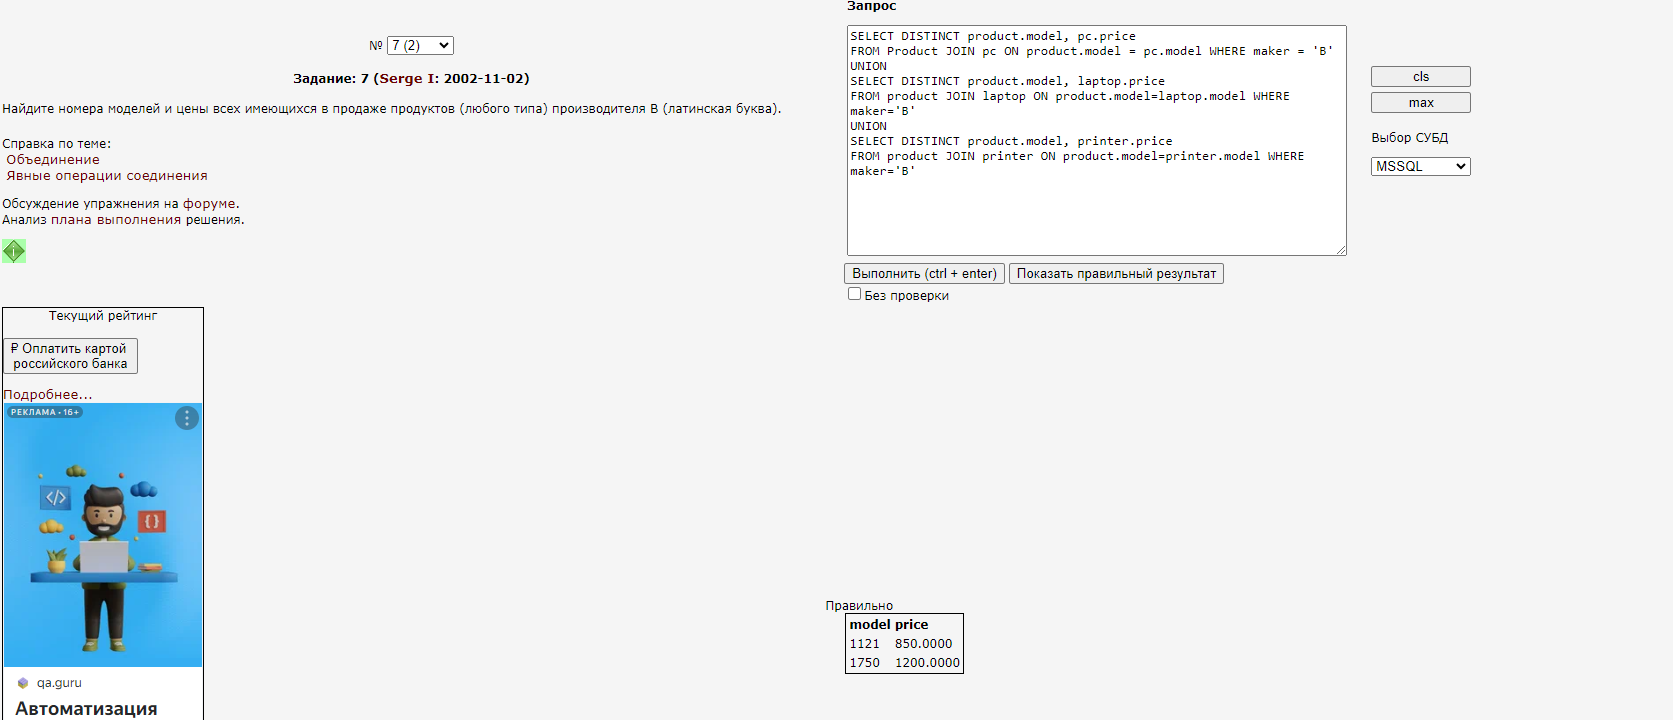 № 7 (2)
Задание: 7 (Serge I: 2002-11-02)
Найдите номера моделей и цены всех имеющихся в продаже продуктов (любого типа) производителя B (латинская буква).
Справка по теме:
Объединение
Явные операции соединения
Обсуждение упражнения на форуме.
Анализ плана выполнения решения.
Текущий рейтинг
₽ Оплатить картой
российского банка
Подробнее...
РЕКЛАМА • 16+
</>
{}
qa.guru
Автоматизация
Запрос
SELECT DISTINCT product.model, pc.price
FROM Product JOIN pc ON product.model = pc.model WHERE maker = 'B'
UNION
SELECT DISTINCT product.model, laptop.price
FROM product JOIN laptop ON product.model=laptop.model WHERE
maker='B'
UNION
SELECT DISTINCT product.model, printer.price
FROM product JOIN printer ON product.model=printer.model WHERE
maker='B'
cls
max
Выбор СУБД
MSSQL
Выполнить (ctrl + enter) Показать правильный результат
Без проверки
Правильно
model price
1121 850.0000
1750 1200.0000